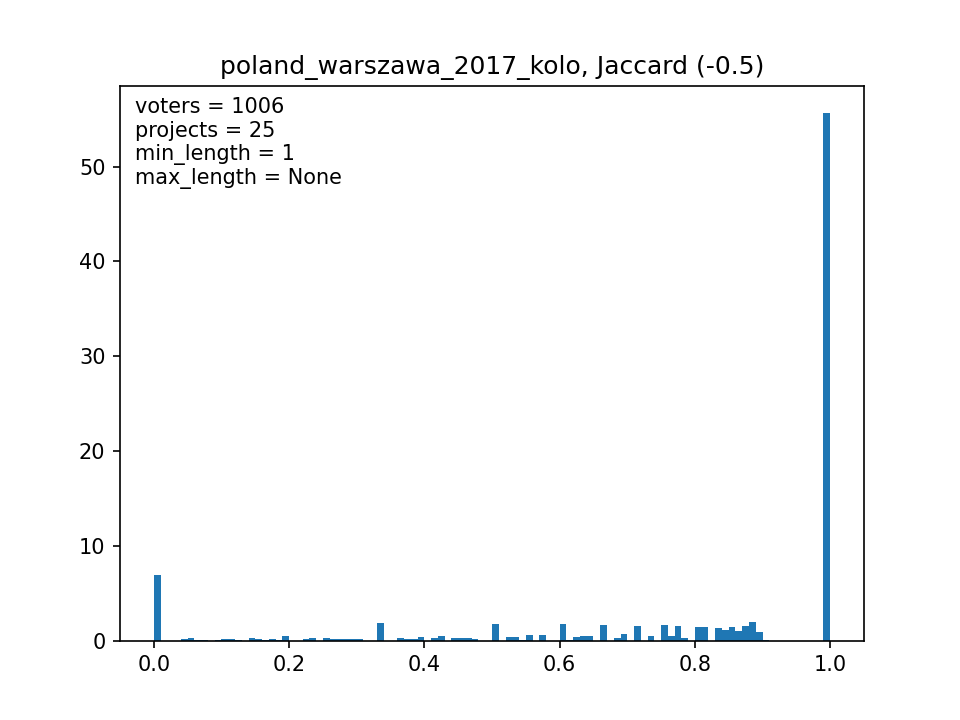 poland_warszawa_2017_kolo, Jaccard (-0.5)
voters = 1006
projects = 25
min_length = 1
max_length = None
50
40
30
20
10
0
0.0 0.2 0.4 0.6 0.8 1.0